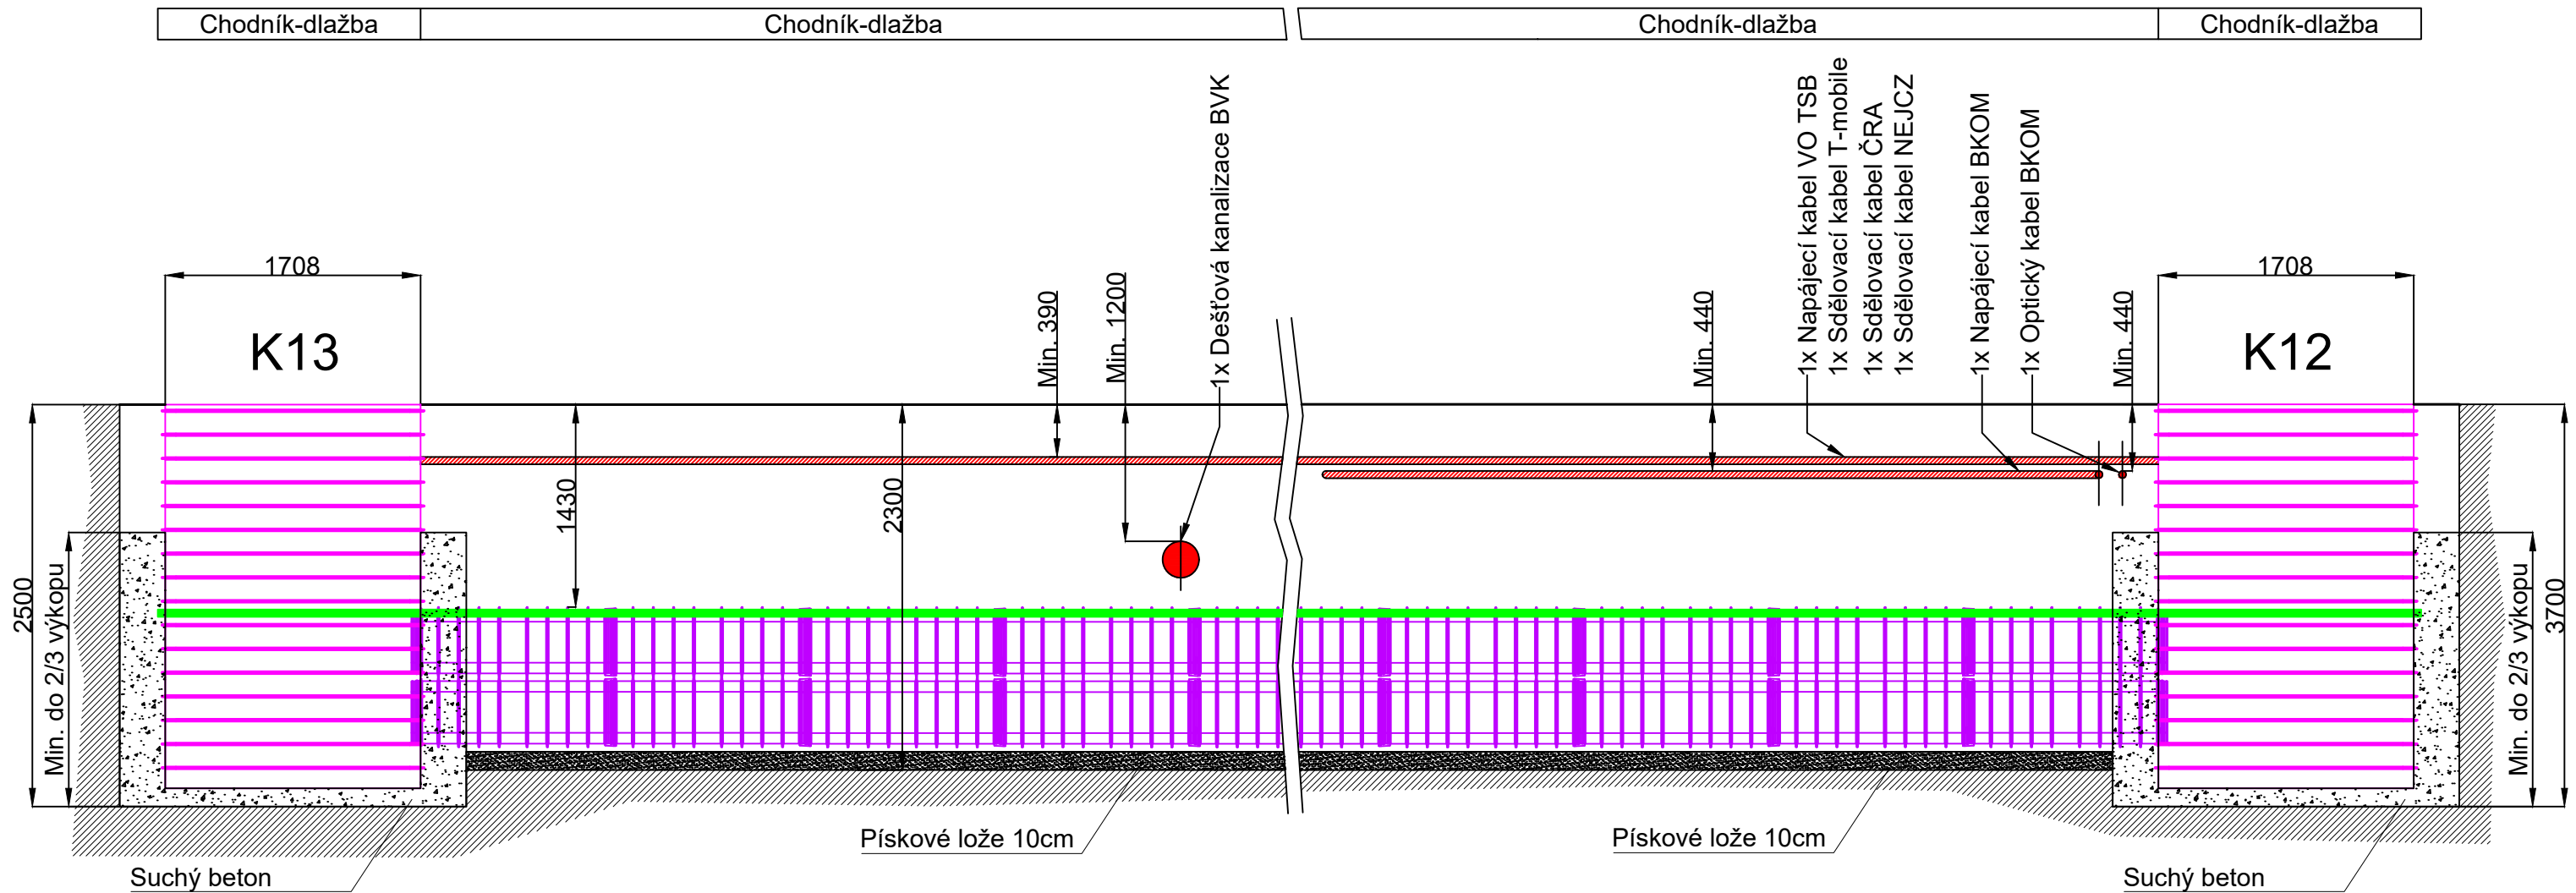 Chodník-dlažba
Chodník-dlažba
Chodník-dlažba
Chodník-dlažba
1x Dešťová kanalizace BVK
1x Napájecí kabel VO TSB
1x Sdělovací kabel T-mobile
1x Sdělovací kabel ČRA
1x Sdělovací kabel NEJCZ
1x Napájecí kabel BKOM
1x Optický kabel BKOM
1708
1708
K13
K12
Min. 390
Min. 1200
Min. 440
Min. 440
1430
2300
2500
Min. do 2/3 výkopu
Min. do 2/3 výkopu
3700
Pískové lože 10cm
Pískové lože 10cm
Suchý beton
Suchý beton